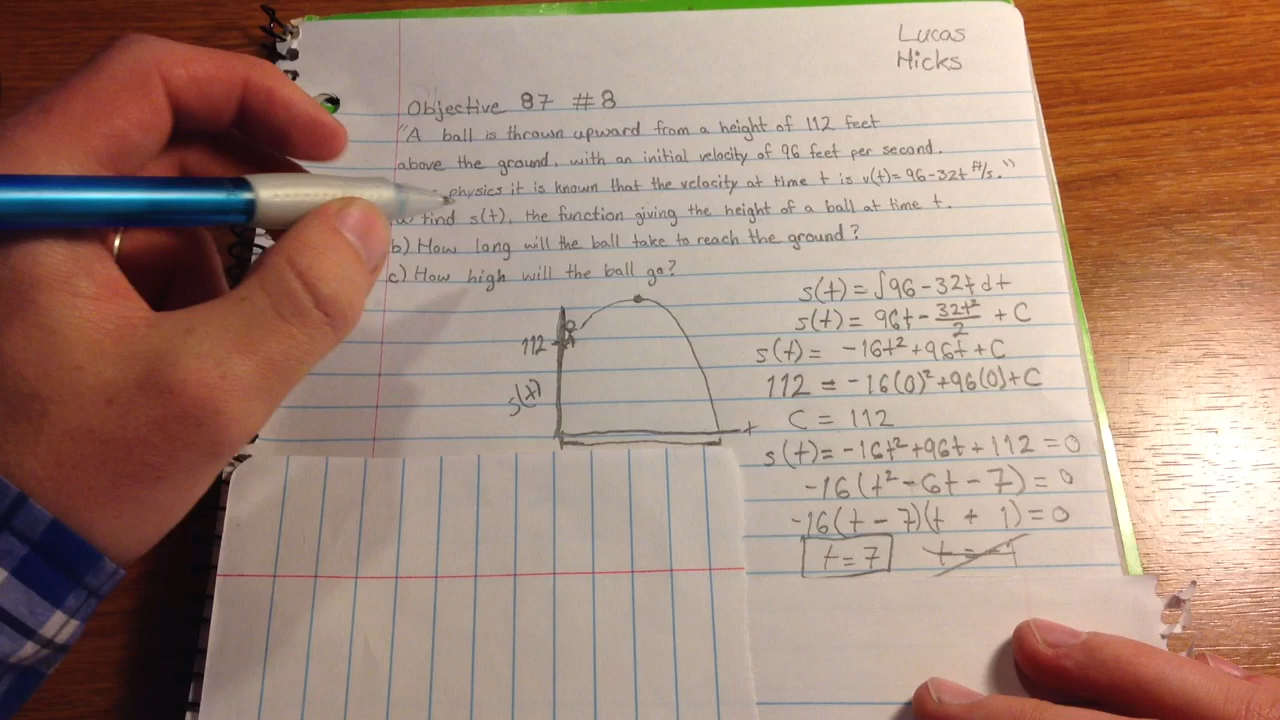 Lucas
Hicks
Objective 87 #8
"A ball is thrown upward from a height of 112 feet
above the ground, with an initial velocity of 96 feet per second.
physics it is known that the velocity at time t is v(t)=96-32t ft/s."
find s(t), the function giving the height of a ball at time t.
b) How long will the ball take to reach the ground?
c) How high will the ball go?
112
s(x)
t
s(t) = ∫96-32t dt
s(t) = 96t - 32t²/2 + C
s(t) = -16t² + 96t + C
112 = -16(0)² + 96(0) + C
C = 112
s(t) = -16t² + 96t + 112 = 0
-16(t² - 6t - 7) = 0
-16(t - 7)(t + 1) = 0
t = 7 t = -1